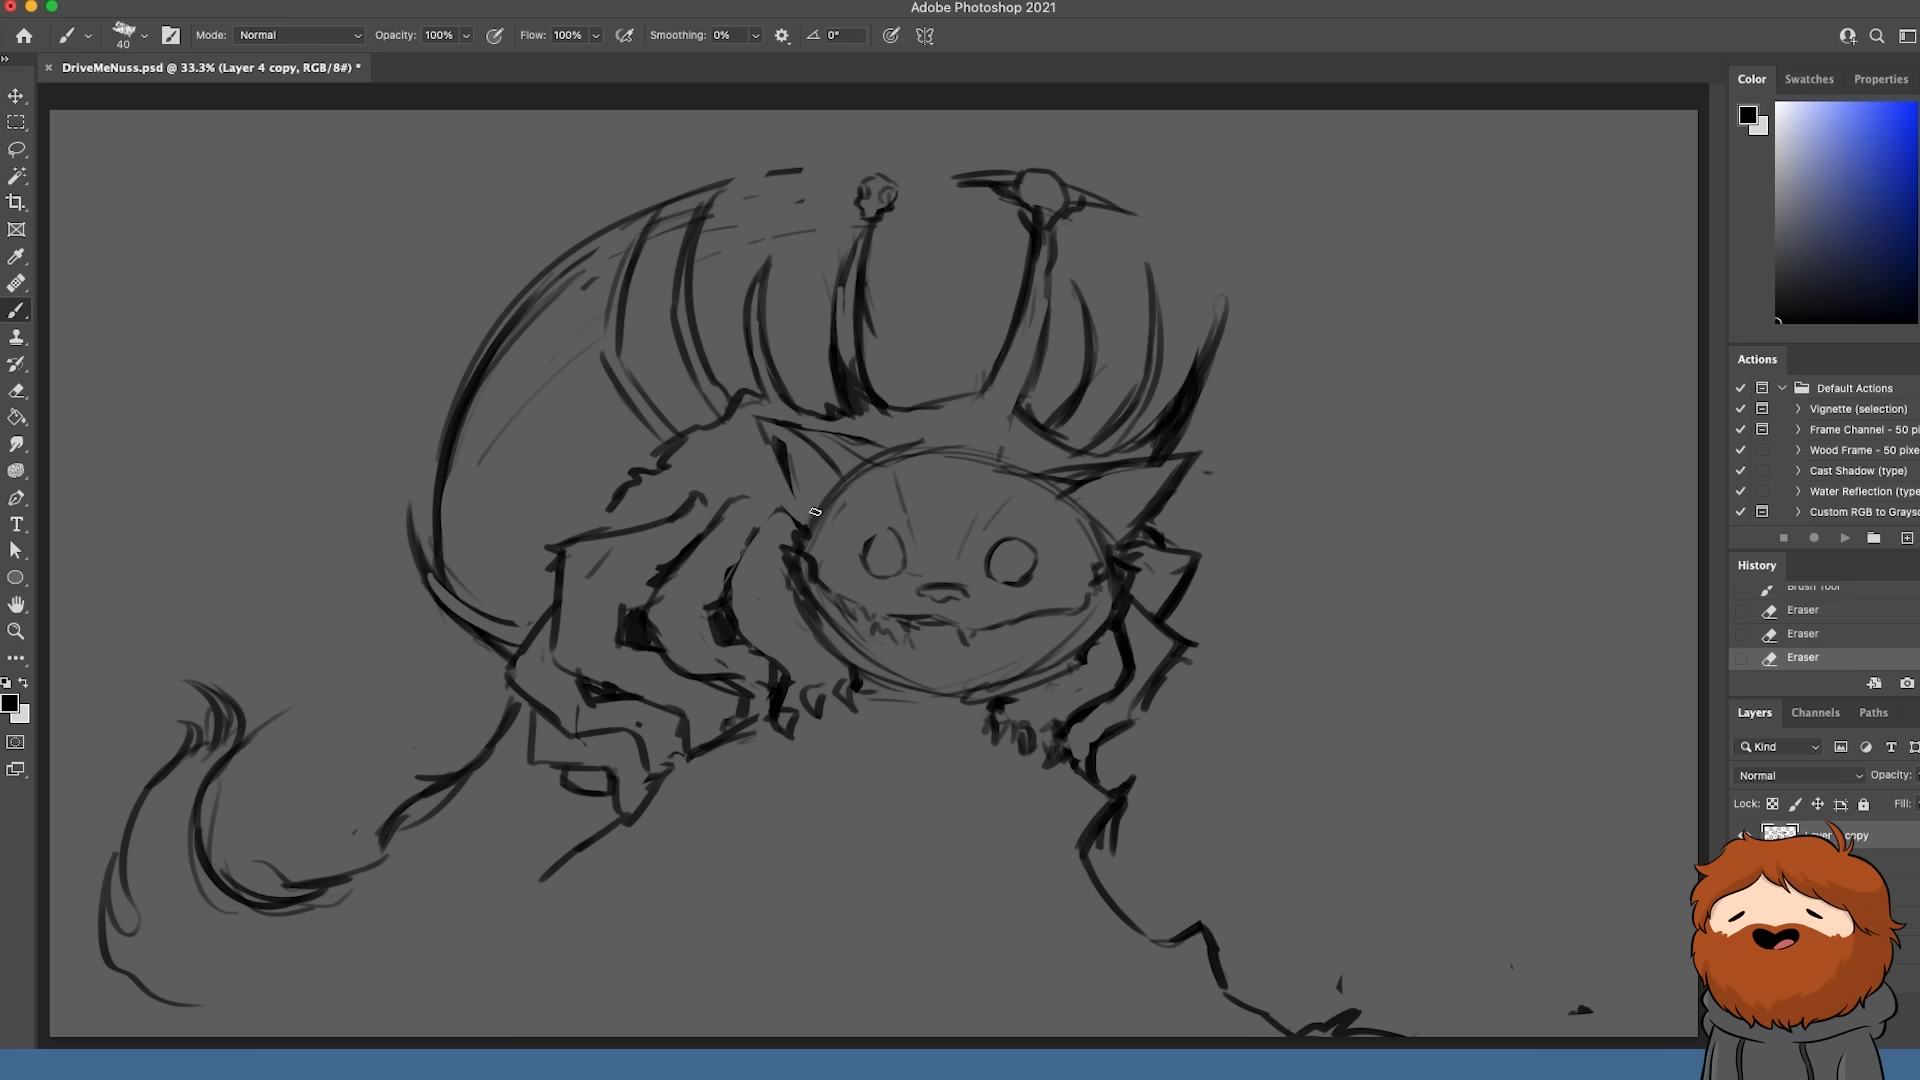 Adobe Photoshop 2021
40
Mode: Normal Opacity: 100% Flow: 100% Smoothing: 0% 0°
× DriveMeNuss.psd @ 33.3% (Layer 4 copy, RGB/8#) *
Color Swatches Properties
Actions
Default Actions
Vignette (selection)
Frame Channel - 50 pi
Wood Frame - 50 pixe
Cast Shadow (type)
Water Reflection (type
Custom RGB to Graysc
History
Brush Tool
Eraser
Eraser
Eraser
Layers Channels Paths
Kind
Normal Opacity:
Lock: Fill:
copy